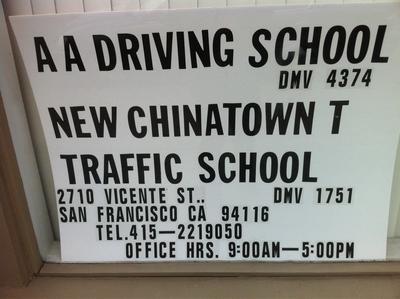 A A DRIVING SCHOOL
DMV 4374
NEW CHINATOWN T
TRAFFIC SCHOOL
2710 VICENTE ST.. DMV 1751
SAN FRANCISCO CA 94116
TEL.415—2219050
OFFICE HRS. 9:00AM—5:00PM